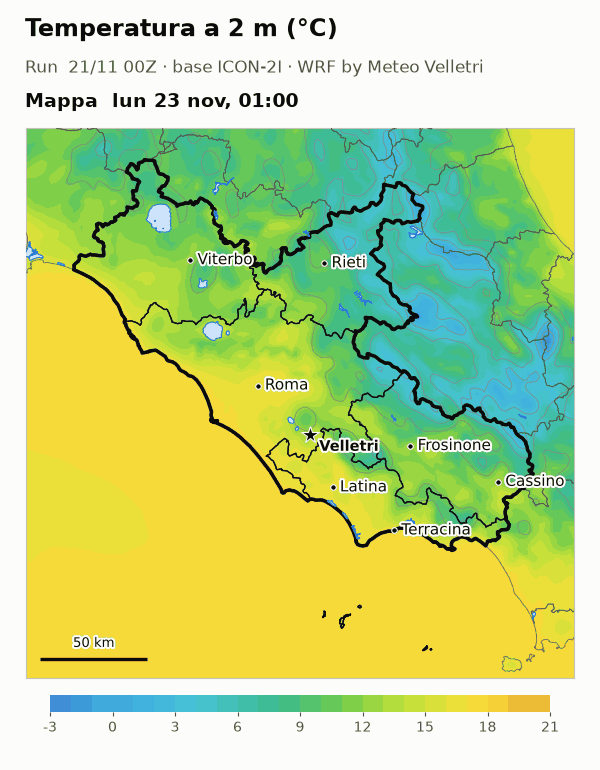 Temperatura a 2 m (°C)
Run  21/11 00Z · base ICON-2I · WRF by Meteo Velletri
Mappa  lun 23 nov, 01:00
Viterbo
Rieti
Roma
Velletri
Frosinone
Latina
Cassino
Terracina
50 km
-3 0 3 6 9 12 15 18 21